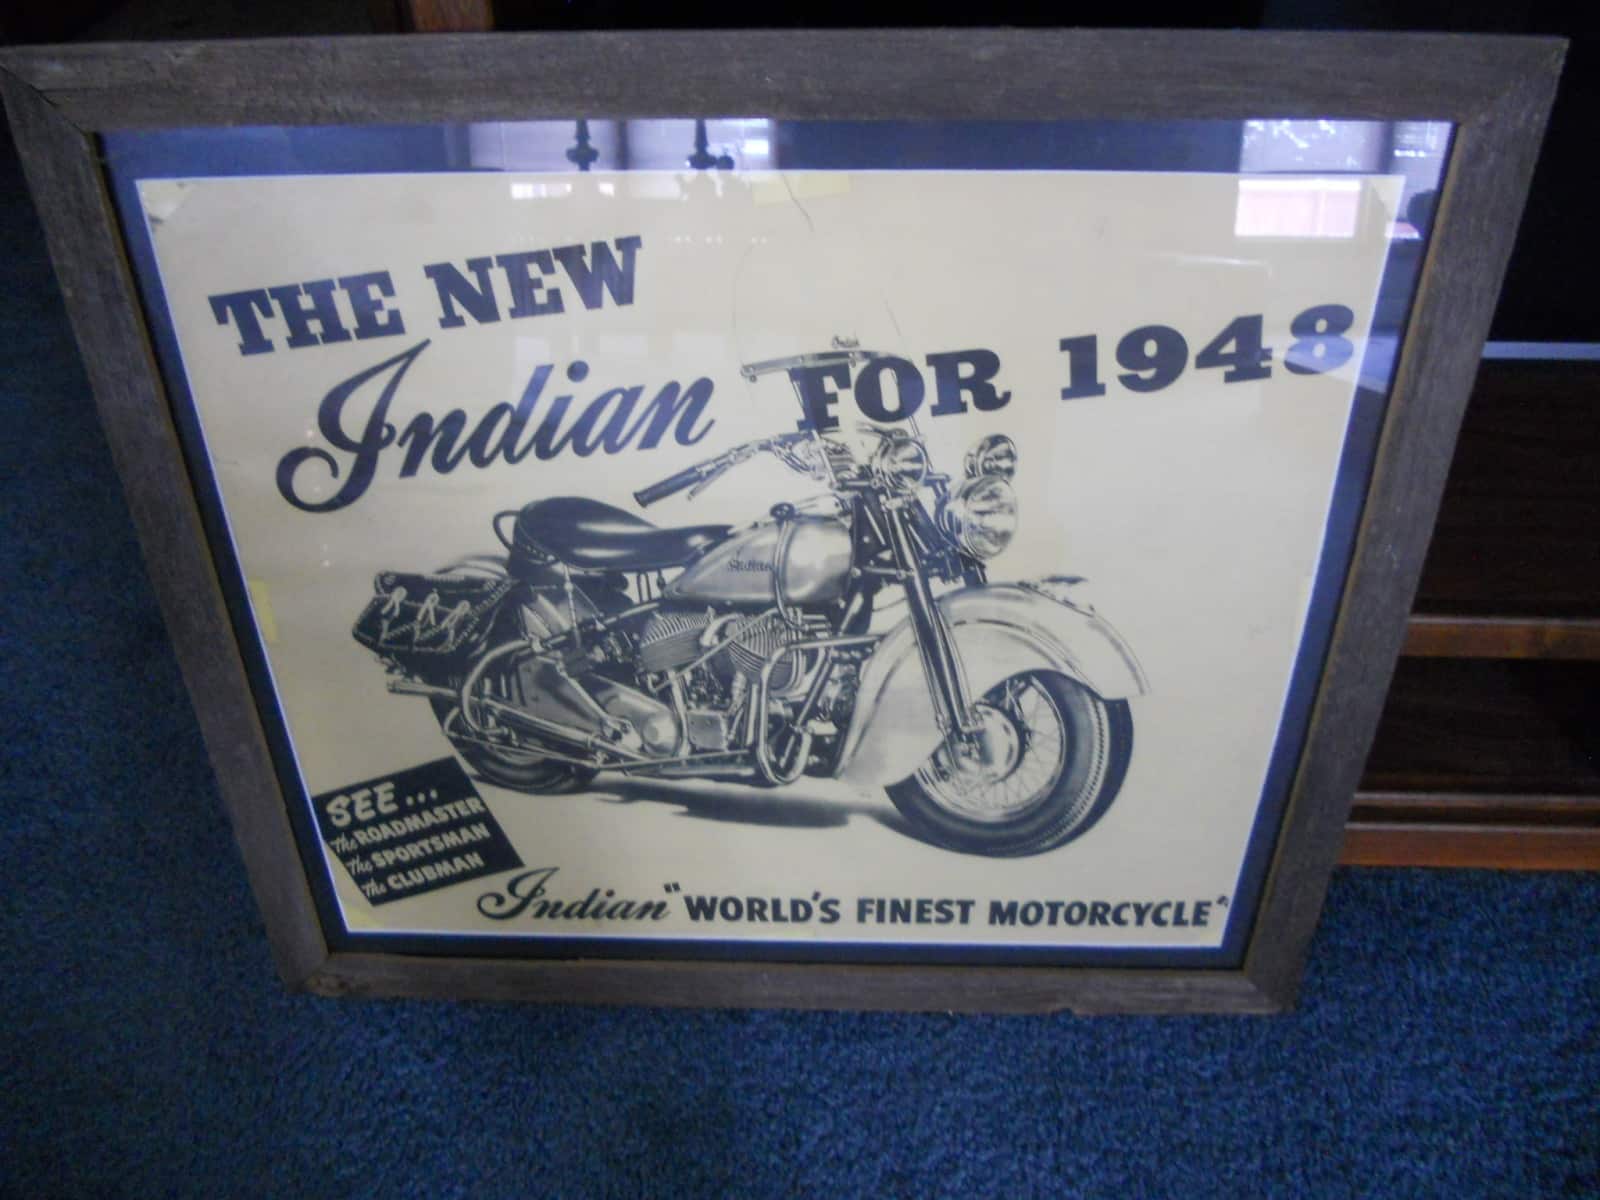 THE NEW
Indian FOR 1948
Indian
SEE...
The ROADMASTER
The SPORTSMAN
The CLUBMAN
Indian "WORLD'S FINEST MOTORCYCLE"